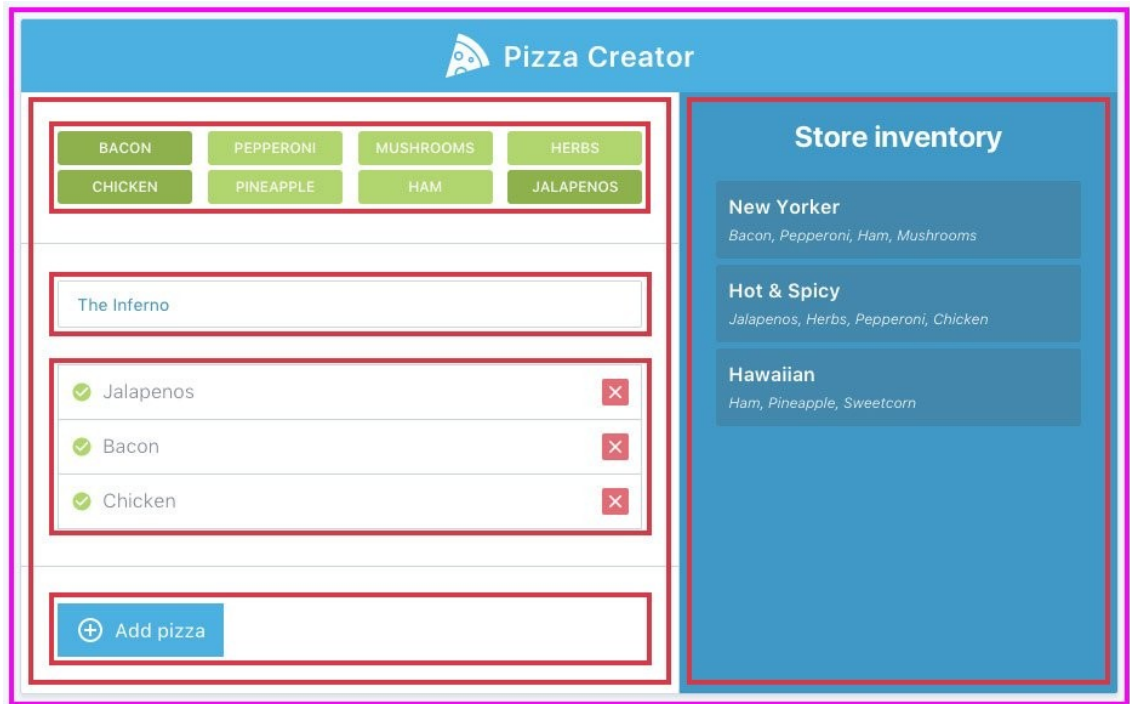 Pizza Creator
BACON PEPPERONI MUSHROOMS HERBS
CHICKEN PINEAPPLE HAM JALAPENOS
The Inferno
Jalapenos
Bacon
Chicken
Add pizza
Store inventory
New Yorker
Bacon, Pepperoni, Ham, Mushrooms
Hot & Spicy
Jalapenos, Herbs, Pepperoni, Chicken
Hawaiian
Ham, Pineapple, Sweetcorn